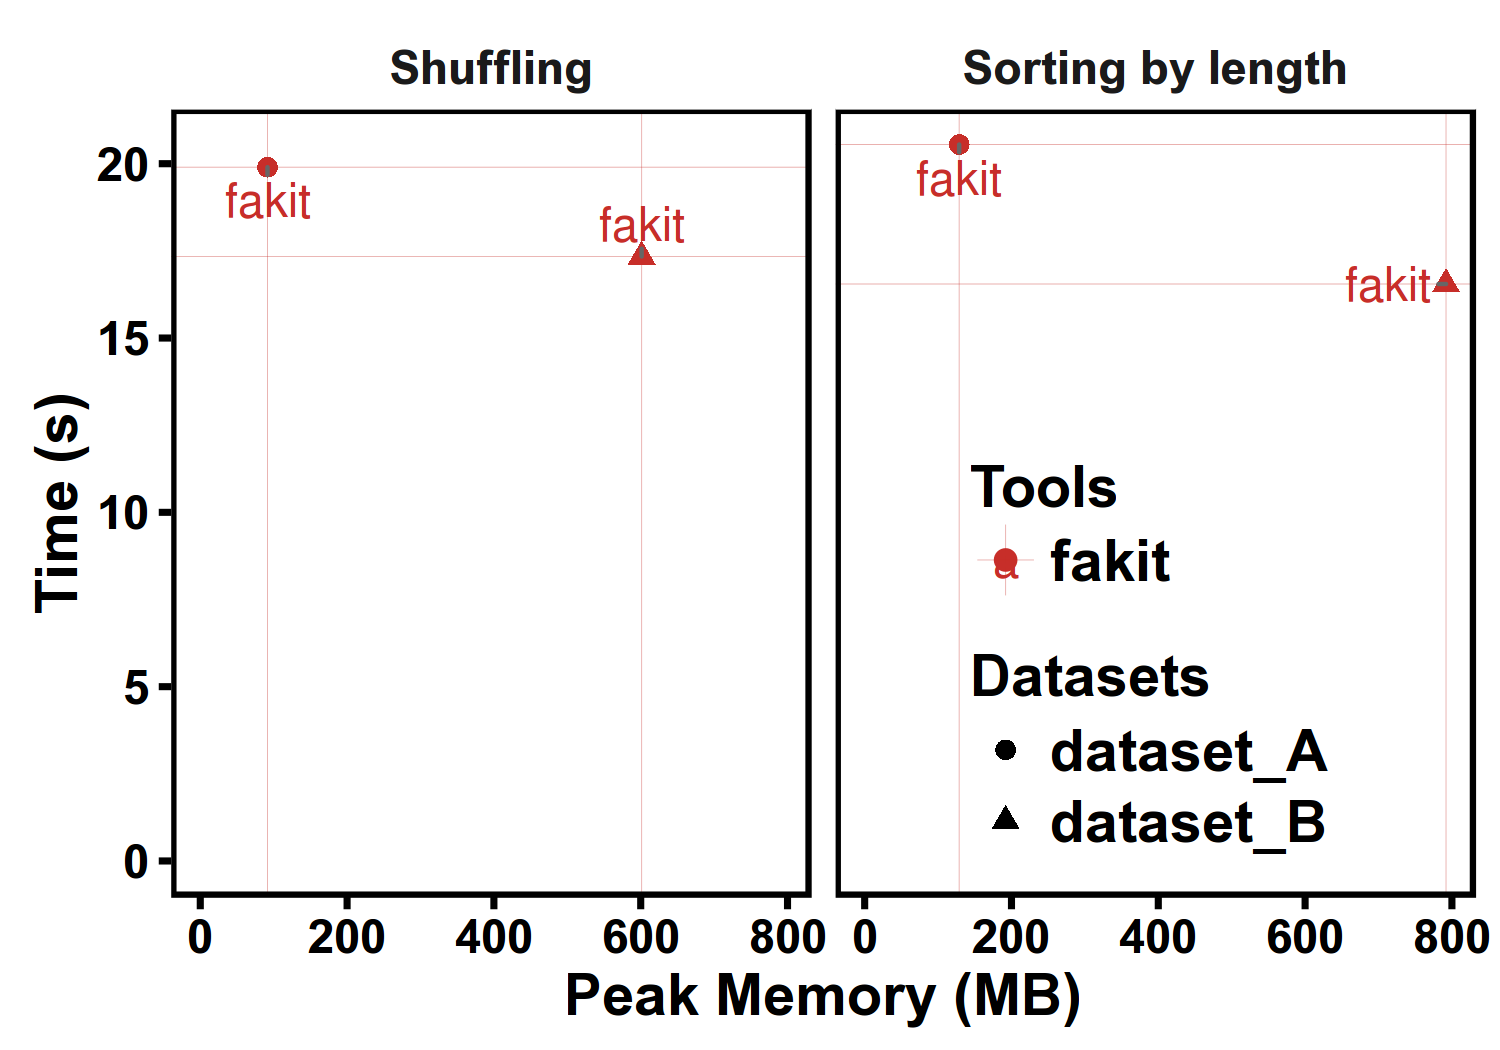 Shuffling
Sorting by length
20
15
10
5
0
Time (s)
fakit
fakit
fakit
fakit
Tools
a
fakit
Datasets
dataset_A
dataset_B
0 200 400 600 800
0 200 400 600 800
Peak Memory (MB)